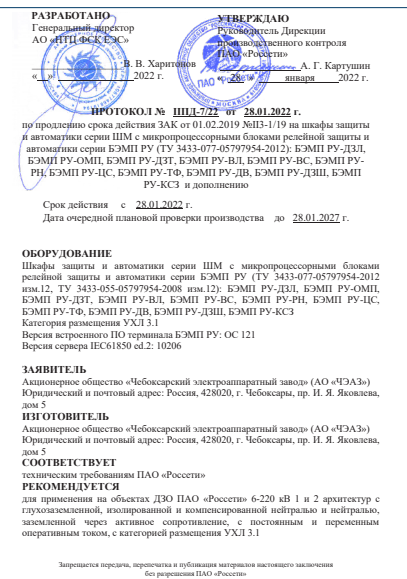 РАЗРАБОТАНО
Генеральный директор
АО «НТЦ ФСК ЕЭС»
В. В. Харитонов
«__»____________2022 г.
УТВЕРЖДАЮ
Руководитель Дирекции
производственного контроля
ПАО «Россети»
А. Г. Картушин
« 28 » января 2022 г.
ПРОТОКОЛ № ППД-7/22 от 28.01.2022 г.
по продлению срока действия ЗАК от 01.02.2019 №ПЗ-1/19 на шкафы защиты
и автоматики серии ШМ с микропроцессорными блоками релейной защиты и
автоматики серии БЭМП РУ (ТУ 3433-077-05797954-2012): БЭМП РУ-ДЗЛ,
БЭМП РУ-ОМП, БЭМП РУ-ДЗТ, БЭМП РУ-ВЛ, БЭМП РУ-ВС, БЭМП РУ-
РН, БЭМП РУ-ЦС, БЭМП РУ-ТФ, БЭМП РУ-ДВ, БЭМП РУ-ДЗШ, БЭМП
РУ-КСЗ и дополнению
Срок действия с 28.01.2022 г.
Дата очередной плановой проверки производства до 28.01.2027 г.
ОБОРУДОВАНИЕ
Шкафы защиты и автоматики серии ШМ с микропроцессорными блоками
релейной защиты и автоматики серии БЭМП РУ (ТУ 3433-077-05797954-2012
изм.12, ТУ 3433-055-05797954-2008 изм.12): БЭМП РУ-ДЗЛ, БЭМП РУ-ОМП,
БЭМП РУ-ДЗТ, БЭМП РУ-ВЛ, БЭМП РУ-ВС, БЭМП РУ-РН, БЭМП РУ-ЦС,
БЭМП РУ-ТФ, БЭМП РУ-ДВ, БЭМП РУ-ДЗШ, БЭМП РУ-КСЗ
Категория размещения УХЛ 3.1
Версия встроенного ПО терминала БЭМП РУ: ОС 121
Версия сервера IEC61850 ed.2: 10206
ЗАЯВИТЕЛЬ
Акционерное общество «Чебоксарский электроаппаратный завод» (АО «ЧЭАЗ»)
Юридический и почтовый адрес: Россия, 428020, г. Чебоксары, пр. И. Я. Яковлева,
дом 5
ИЗГОТОВИТЕЛЬ
Акционерное общество «Чебоксарский электроаппаратный завод» (АО «ЧЭАЗ»)
Юридический и почтовый адрес: Россия, 428020, г. Чебоксары, пр. И. Я. Яковлева,
дом 5
СООТВЕТСТВУЕТ
техническим требованиям ПАО «Россети»
РЕКОМЕНДУЕТСЯ
для применения на объектах ДЗО ПАО «Россети» 6-220 кВ 1 и 2 архитектур с
глухозаземленной, изолированной и компенсированной нейтралью и нейтралью,
заземленной через активное сопротивление, с постоянным и переменным
оперативным током, с категорией размещения УХЛ 3.1
Запрещается передача, перепечатка и публикация материалов настоящего заключения
без разрешения ПАО «Россети»